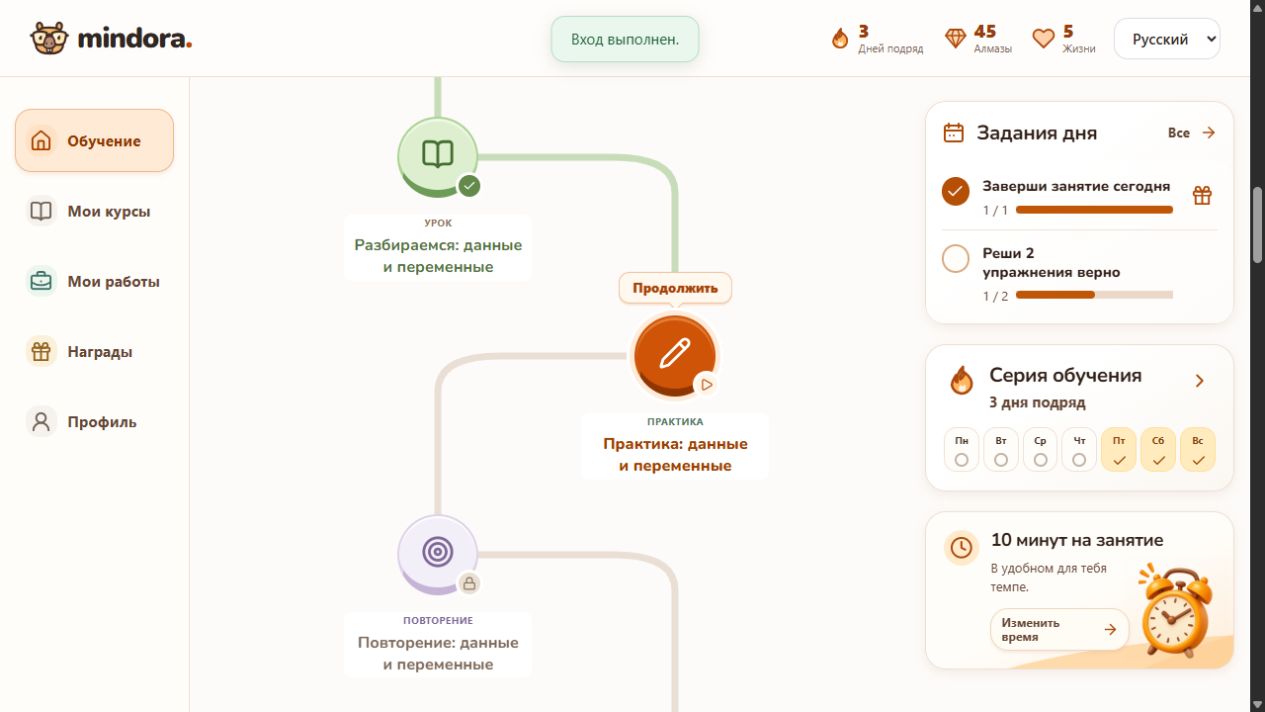 mindora.
Вход выполнен.
3
Дней подряд
45
Алмазы
5
Жизни
Русский
Обучение
Мои курсы
Мои работы
Награды
Профиль
УРОК
Разбираемся: данные
и переменные
Продолжить
ПРАКТИКА
Практика: данные
и переменные
ПОВТОРЕНИЕ
Повторение: данные
и переменные
Задания дня
Все
Заверши занятие сегодня
1 / 1
Реши 2
упражнения верно
1 / 2
Серия обучения
3 дня подряд
Пн Вт Ср Чт Пт Сб Вс
10 минут на занятие
В удобном для тебя
темпе.
Изменить
время